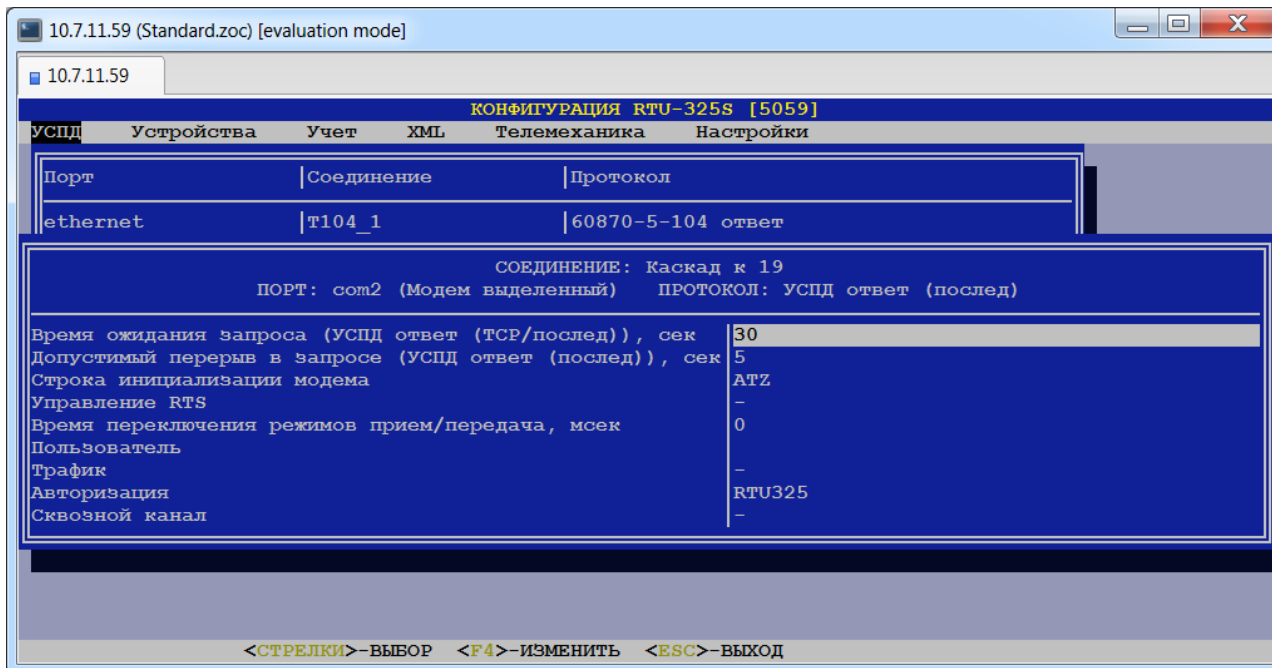 10.7.11.59 (Standard.zoc) [evaluation mode]
10.7.11.59
КОНФИГУРАЦИЯ RTU-325S [5059]
УСПД Устройства Учет XML Телемеханика Настройки
Порт Соединение Протокол
ethernet T104_1 60870-5-104 ответ
СОЕДИНЕНИЕ: Каскад к 19
ПОРТ: com2 (Модем выделенный) ПРОТОКОЛ: УСПД ответ (послед)
Время ожидания запроса (УСПД ответ (TCP/послед)), сек 30
Допустимый перерыв в запросе (УСПД ответ (послед)), сек 5
Строка инициализации модема ATZ
Управление RTS -
Время переключения режимов прием/передача, мсек 0
Пользователь
Трафик -
Авторизация RTU325
Сквозной канал -
<СТРЕЛКИ>-ВЫБОР <F4>-ИЗМЕНИТЬ <ESC>-ВЫХОД